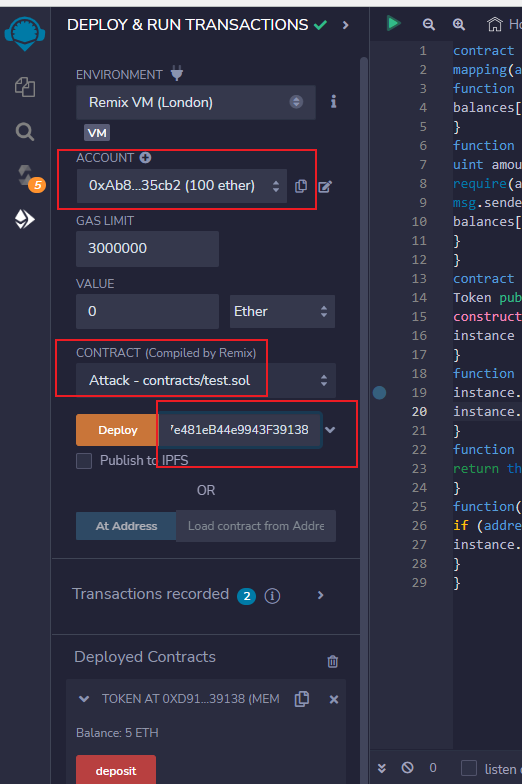 DEPLOY & RUN TRANSACTIONS
ENVIRONMENT
Remix VM (London)
VM
ACCOUNT
0xAb8...35cb2 (100 ether)
GAS LIMIT
3000000
VALUE
0
Ether
CONTRACT (Compiled by Remix)
Attack - contracts/test.sol
Deploy
7e481eB44e9943F39138
Publish to IPFS
OR
At Address
Load contract from Addre
Transactions recorded 2 i
Deployed Contracts
TOKEN AT 0XD91...39138 (MEM
Balance: 5 ETH
deposit
5
Ho
1 contract
2 mapping(a
3 function
4 balances[
5 }
6 function
7 uint amou
8 require(a
9 msg.sende
10 balances[
11 }
12 }
13 contract
14 Token pub
15 construct
16 instance
17 }
18 function
19 instance.
20 instance.
21 }
22 function
23 return th
24 }
25 function(
26 if (addre
27 instance.
28 }
29 }
0
listen o